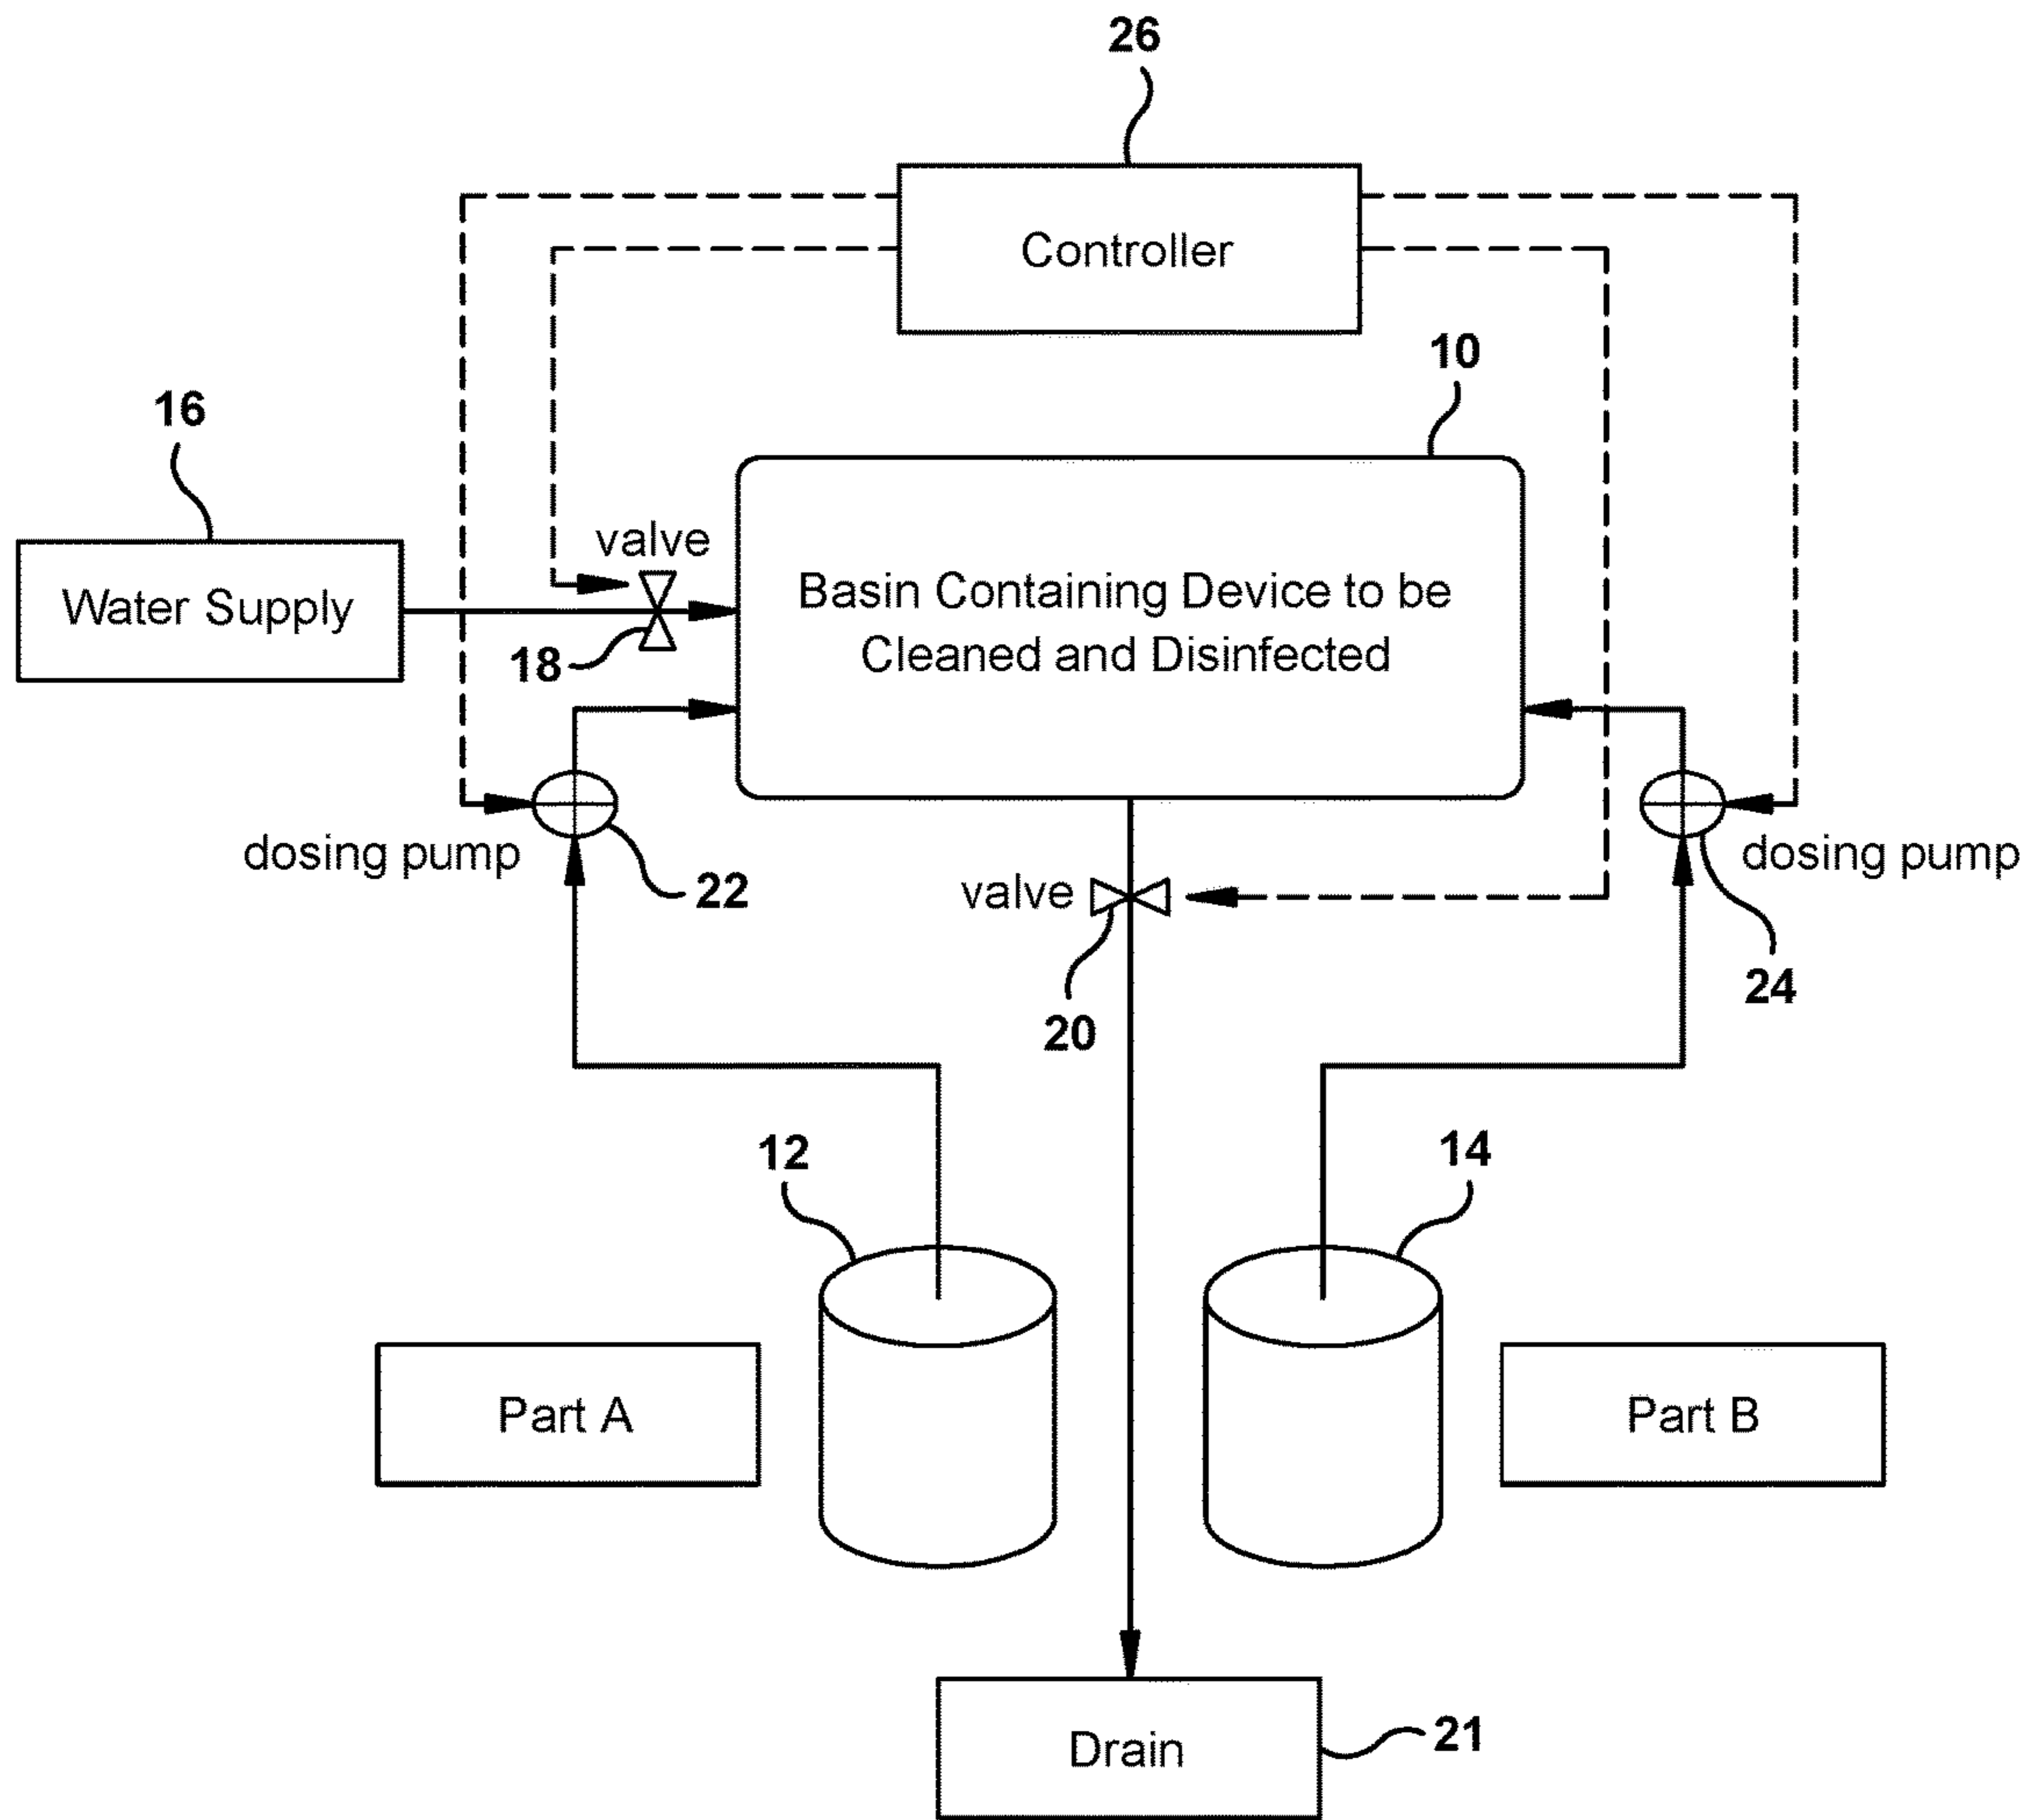 26
Controller
10
16
valve
Water Supply
Basin Containing Device to be
Cleaned and Disinfected
18
dosing pump
22
valve
dosing pump
24
20
12
14
Part A
Part B
Drain
21